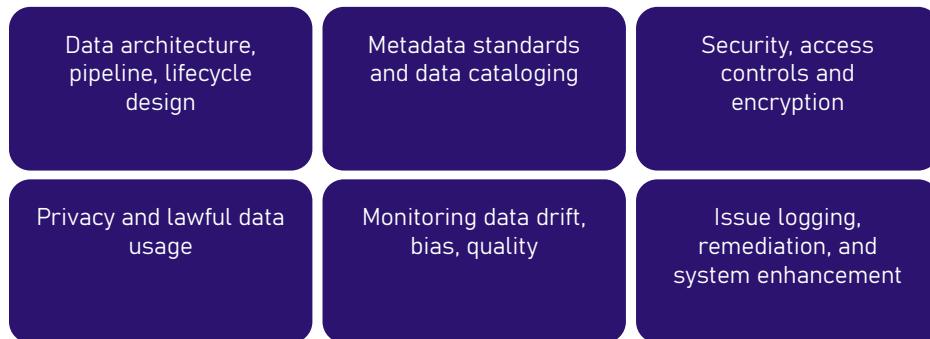 Data architecture,
pipeline, lifecycle
design
Metadata standards
and data cataloging
Security, access
controls and
encryption
Privacy and lawful data
usage
Monitoring data drift,
bias, quality
Issue logging,
remediation, and
system enhancement